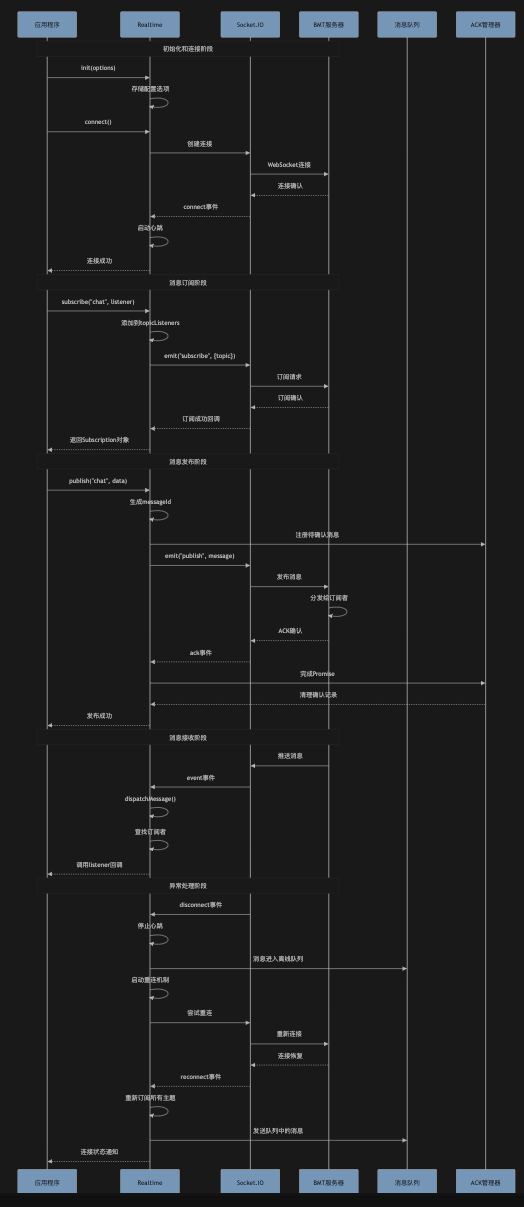 应用程序 Realtime Socket.IO BMT服务器 消息队列 ACK管理器
初始化和连接阶段
init(options)
存储配置选项
connect()
创建连接
WebSocket连接
连接确认
connect事件
启动心跳
连接成功
消息订阅阶段
subscribe("chat", listener)
添加到topicListeners
emit("subscribe", {topic})
订阅请求
订阅确认
订阅成功回调
返回Subscription对象
消息发布阶段
publish("chat", data)
生成messageId
注册待确认消息
emit("publish", message)
发布消息
分发给订阅者
ACK确认
ack事件
完成Promise
清理确认记录
发布成功
消息接收阶段
推送消息
event事件
dispatchMessage()
查找订阅者
调用listener回调
异常处理阶段
disconnect事件
停止心跳
消息进入离线队列
启动重连机制
尝试重连
重新连接
连接恢复
reconnect事件
重新订阅所有主题
发送队列中的消息
连接状态通知
应用程序 Realtime Socket.IO BMT服务器 消息队列 ACK管理器